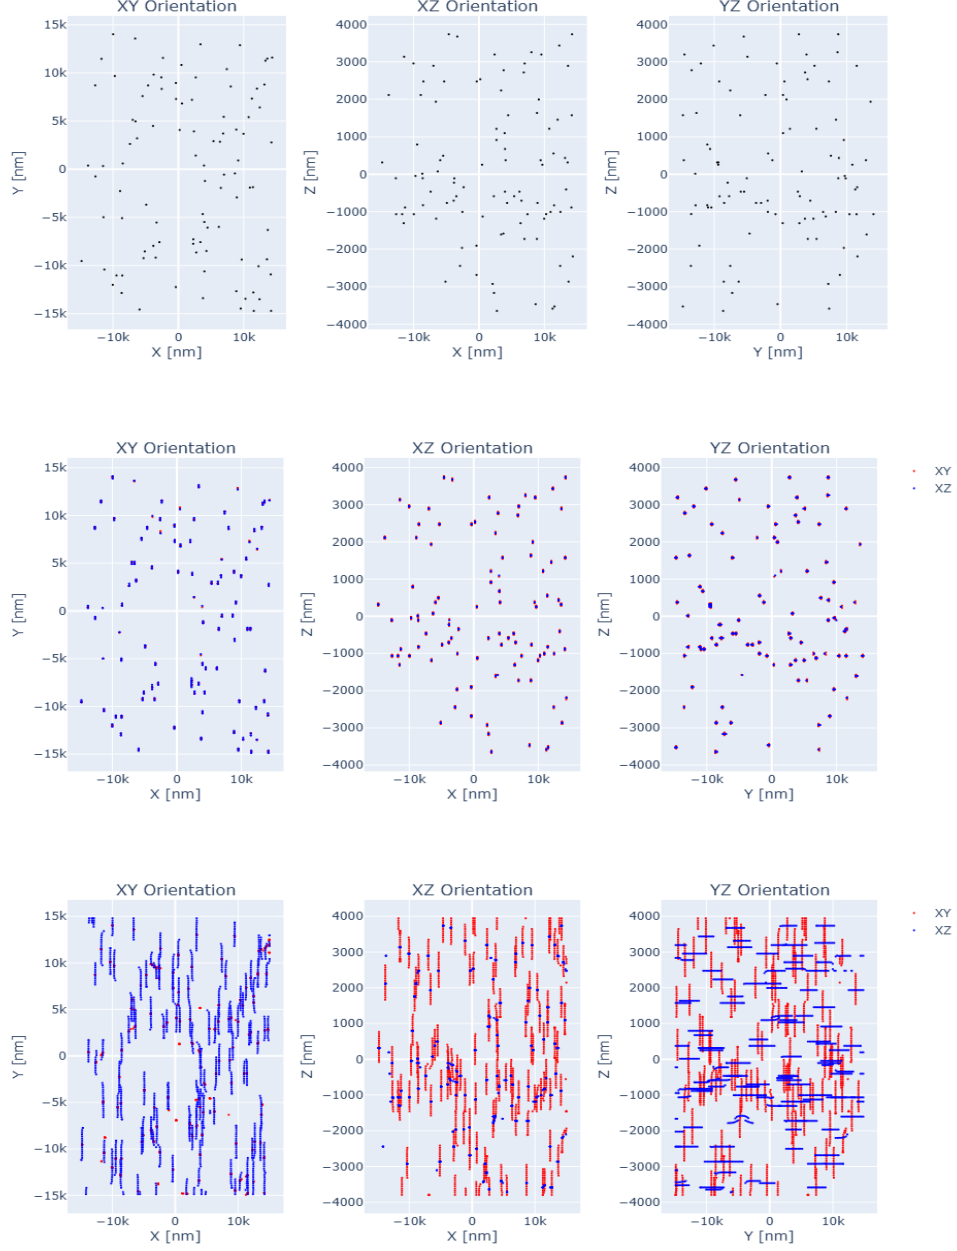 XY Orientation
XZ Orientation
YZ Orientation
15k
10k
5k
0
−5k
−10k
−15k
Y [nm]
−10k 0 10k
X [nm]
4000
3000
2000
1000
0
−1000
−2000
−3000
−4000
Z [nm]
−10k 0 10k
X [nm]
4000
3000
2000
1000
0
−1000
−2000
−3000
−4000
Z [nm]
−10k 0 10k
Y [nm]
XY Orientation
XZ Orientation
YZ Orientation
15k
10k
5k
0
−5k
−10k
−15k
Y [nm]
−10k 0 10k
X [nm]
4000
3000
2000
1000
0
−1000
−2000
−3000
−4000
Z [nm]
−10k 0 10k
X [nm]
4000
3000
2000
1000
0
−1000
−2000
−3000
−4000
Z [nm]
−10k 0 10k
Y [nm]
XY
XZ
XY Orientation
XZ Orientation
YZ Orientation
15k
10k
5k
0
−5k
−10k
−15k
Y [nm]
−10k 0 10k
X [nm]
4000
3000
2000
1000
0
−1000
−2000
−3000
−4000
Z [nm]
−10k 0 10k
X [nm]
4000
3000
2000
1000
0
−1000
−2000
−3000
−4000
Z [nm]
−10k 0 10k
Y [nm]
XY
XZ